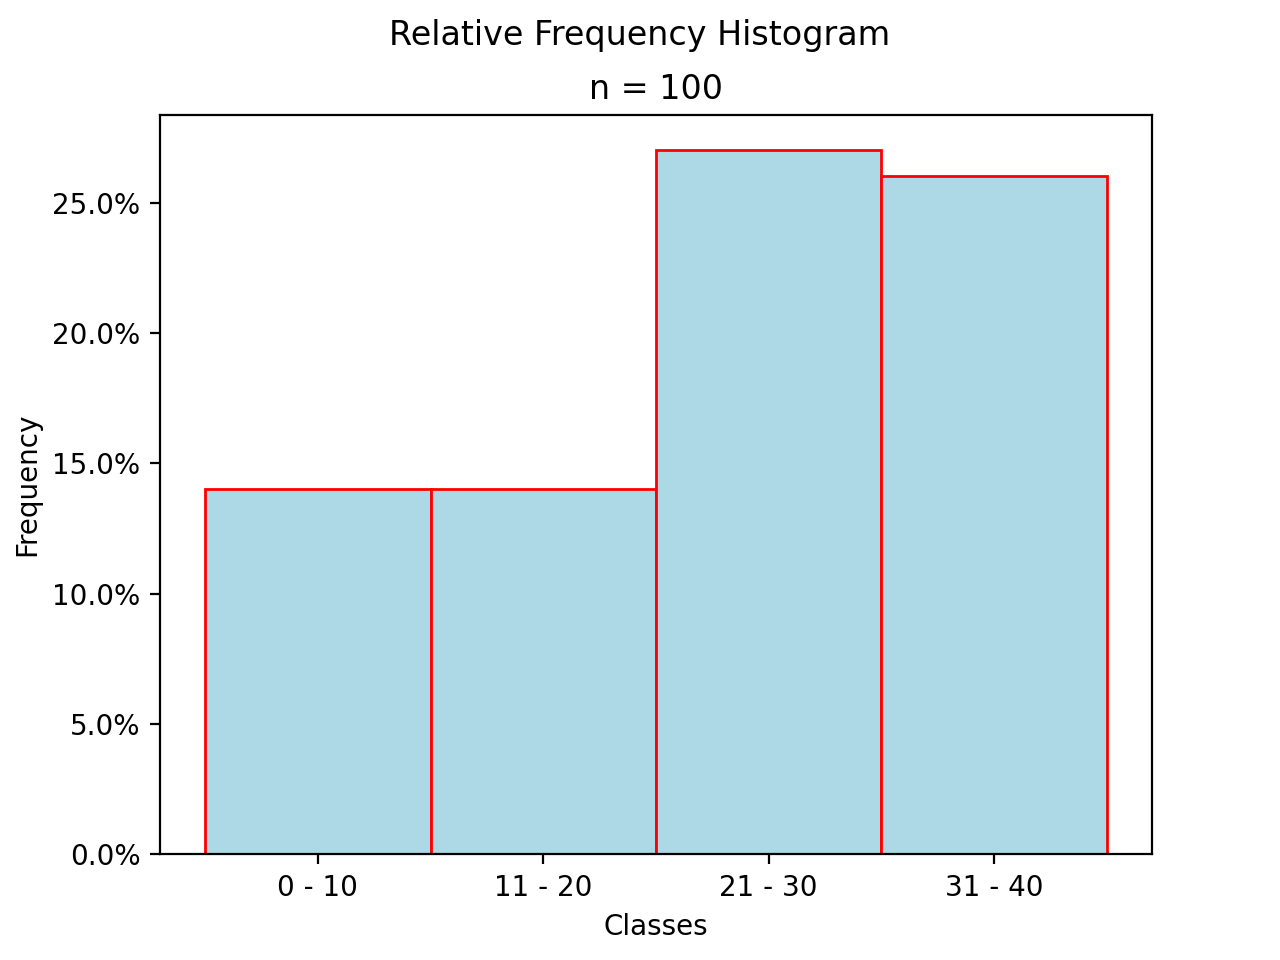 Relative Frequency Histogram
n = 100
25.0%
20.0%
15.0%
10.0%
5.0%
0.0%
Frequency
0 - 10
11 - 20
21 - 30
31 - 40
Classes